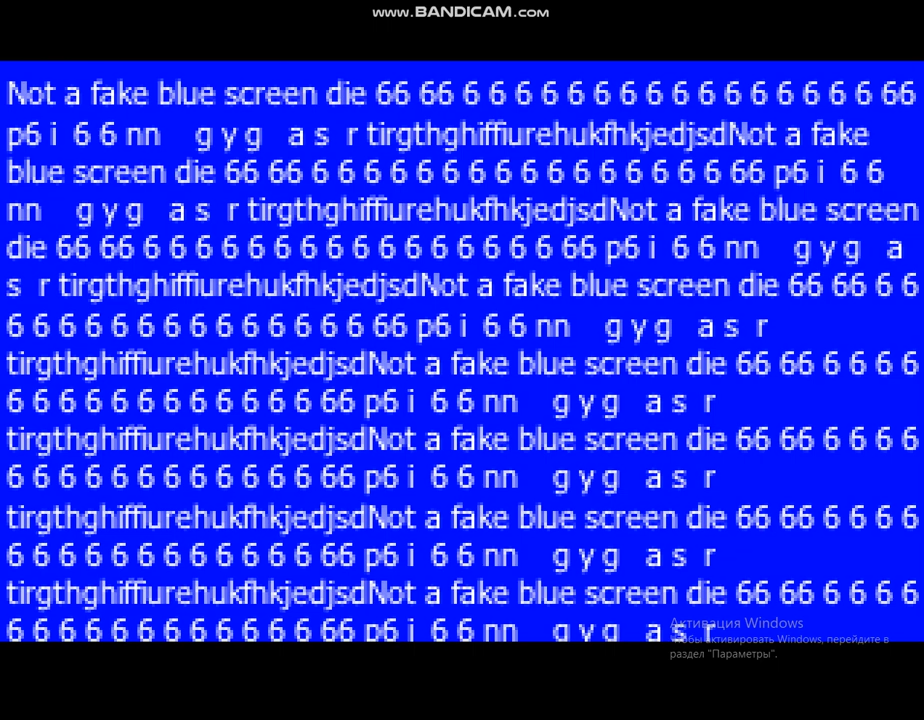 www.BANDICAM.com
Not a fake blue screen die 66 66 6 6 6 6 6 6 6 6 6 6 6 6 6 6 6 6 66
p6 i  6 6 nn    g y g   a s  r tirgthghiffiurehukfhkjedjsdNot a fake
blue screen die 66 66 6 6 6 6 6 6 6 6 6 6 6 6 6 6 6 6 66 p6 i  6 6
nn    g y g   a s  r tirgthghiffiurehukfhkjedjsdNot a fake blue screen
die 66 66 6 6 6 6 6 6 6 6 6 6 6 6 6 6 6 6 66 p6 i  6 6 nn    g y g   a
s  r tirgthghiffiurehukfhkjedjsdNot a fake blue screen die 66 66 6 6
6 6 6 6 6 6 6 6 6 6 6 6 6 6 66 p6 i  6 6 nn    g y g   a s  r
tirgthghiffiurehukfhkjedjsdNot a fake blue screen die 66 66 6 6 6 6
6 6 6 6 6 6 6 6 6 6 6 6 66 p6 i  6 6 nn    g y g   a s  r
tirgthghiffiurehukfhkjedjsdNot a fake blue screen die 66 66 6 6 6 6
6 6 6 6 6 6 6 6 6 6 6 6 66 p6 i  6 6 nn    g y g   a s  r
tirgthghiffiurehukfhkjedjsdNot a fake blue screen die 66 66 6 6 6 6
6 6 6 6 6 6 6 6 6 6 6 6 66 p6 i  6 6 nn    g y g   a s  r
tirgthghiffiurehukfhkjedjsdNot a fake blue screen die 66 66 6 6 6 6
6 6 6 6 6 6 6 6 6 6 6 6 66 p6 i  6 6 nn    g y g   a s  r
Активация Windows
Чтобы активировать Windows, перейдите в
раздел "Параметры".